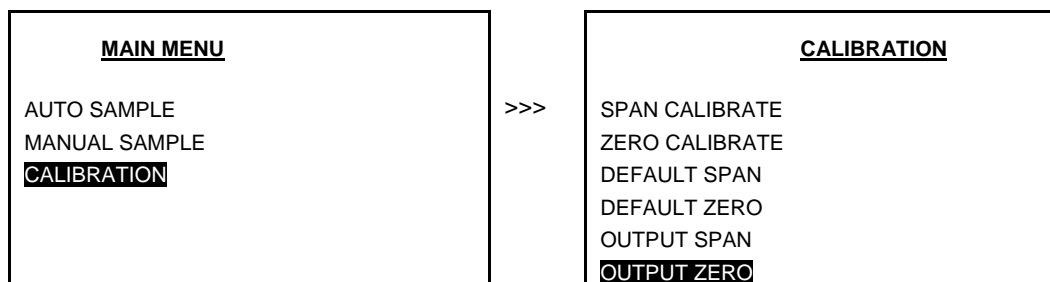 MAIN MENU
AUTO SAMPLE
MANUAL SAMPLE
CALIBRATION
>>>
CALIBRATION
SPAN CALIBRATE
ZERO CALIBRATE
DEFAULT SPAN
DEFAULT ZERO
OUTPUT SPAN
OUTPUT ZERO